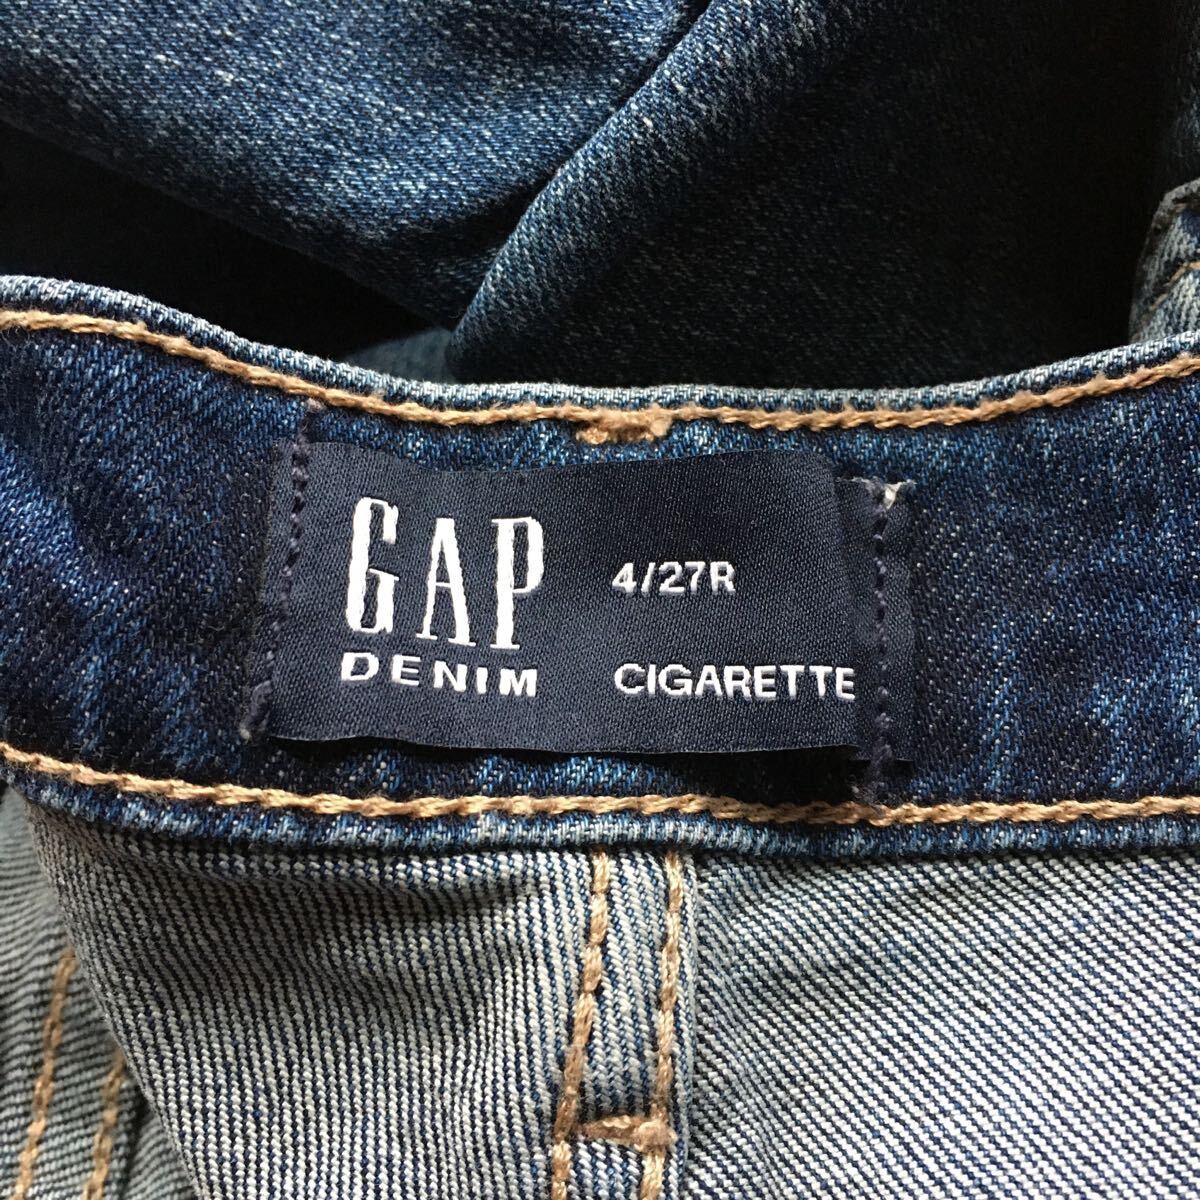 GAP
DENIM
4/27R
CIGARETTE